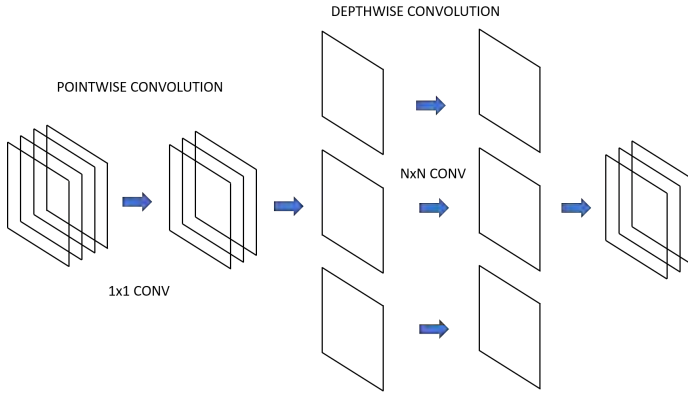 DEPTHWISE CONVOLUTION
POINTWISE CONVOLUTION
NxN CONV
1x1 CONV